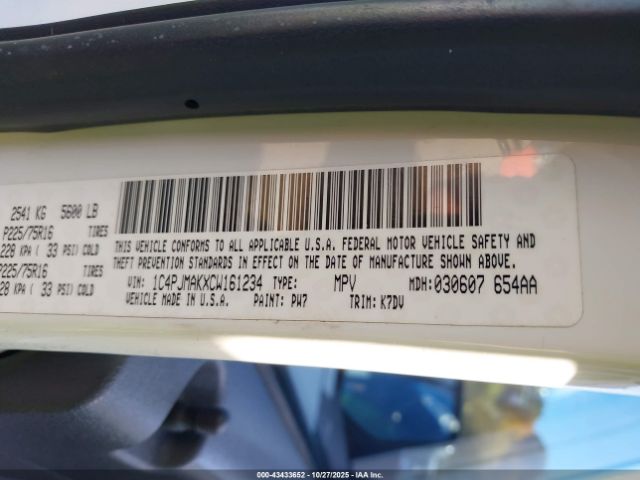 2541 KG 5600 LB
P225/75R16 TIRES
228 KPA ( 33 PSI) COLD
P225/75R16 TIRES
228 KPA ( 33 PSI) COLD
THIS VEHICLE CONFORMS TO ALL APPLICABLE U.S.A. FEDERAL MOTOR VEHICLE SAFETY AND
THEFT PREVENTION STANDARDS IN EFFECT ON THE DATE OF MANUFACTURE SHOWN ABOVE.
VIN: 1C4PJMAKXCW161234 TYPE: MPV MDH: 030607 654AA
VEHICLE MADE IN U.S.A. PAINT: PW7 TRIM: K7DV
000-43433652 | 10/27/2025 | IAA Inc.